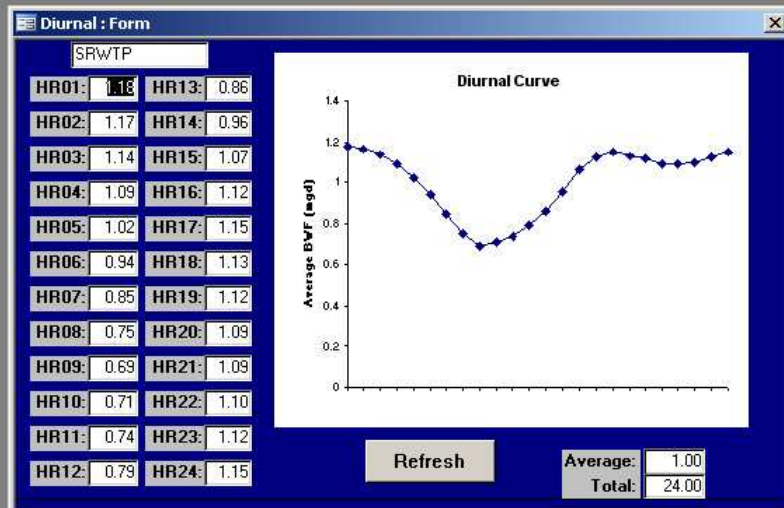 Diurnal : Form
SRWTP
HR01: 1.18 HR13: 0.86
HR02: 1.17 HR14: 0.96
HR03: 1.14 HR15: 1.07
HR04: 1.09 HR16: 1.12
HR05: 1.02 HR17: 1.15
HR06: 0.94 HR18: 1.13
HR07: 0.85 HR19: 1.12
HR08: 0.75 HR20: 1.09
HR09: 0.69 HR21: 1.09
HR10: 0.71 HR22: 1.10
HR11: 0.74 HR23: 1.12
HR12: 0.79 HR24: 1.15
Diurnal Curve
Average BWF (mgd)
1.4
1.2
1
0.8
0.6
0.4
0.2
0
Refresh
Average: 1.00
Total: 24.00